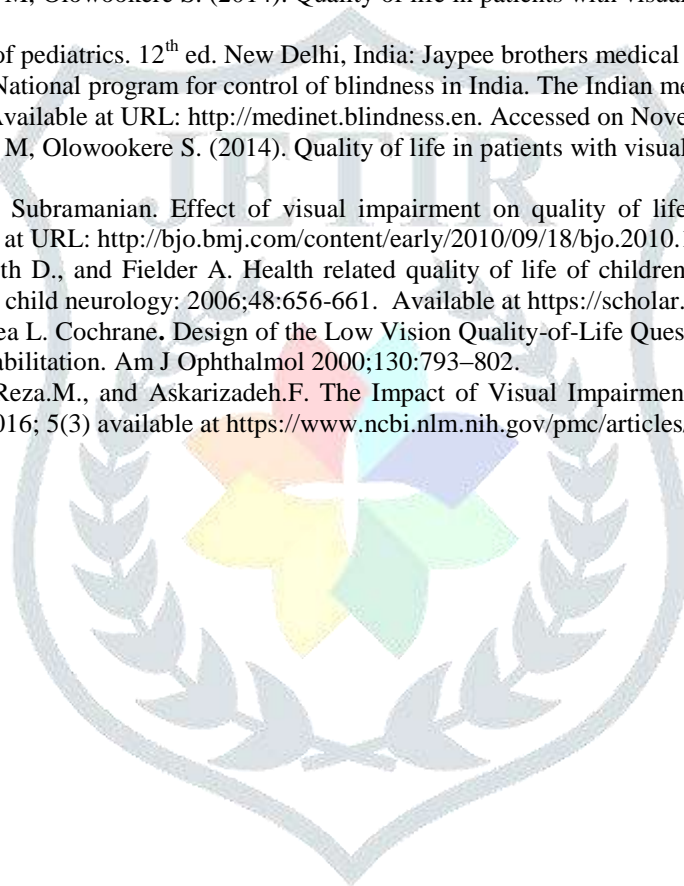 M, Olowookere S. (2014). Quality of life in patients with visual
of pediatrics. 12th ed. New Delhi, India: Jaypee brothers medical
National program for control of blindness in India. The Indian me
Available at URL: http://medinet.blindness.en. Accessed on Nove
M, Olowookere S. (2014). Quality of life in patients with visual
JETIR
Subramanian. Effect of visual impairment on quality of life
at URL: http://bjo.bmj.com/content/early/2010/09/18/bjo.2010.1
th D., and Fielder A. Health related quality of life of children
child neurology: 2006;48:656-661. Available at https://scholar.
ea L. Cochrane. Design of the Low Vision Quality-of-Life Ques
abilitation. Am J Ophthalmol 2000;130:793–802.
Reza.M., and Askarizadeh.F. The Impact of Visual Impairment
016; 5(3) available at https://www.ncbi.nlm.nih.gov/pmc/articles/